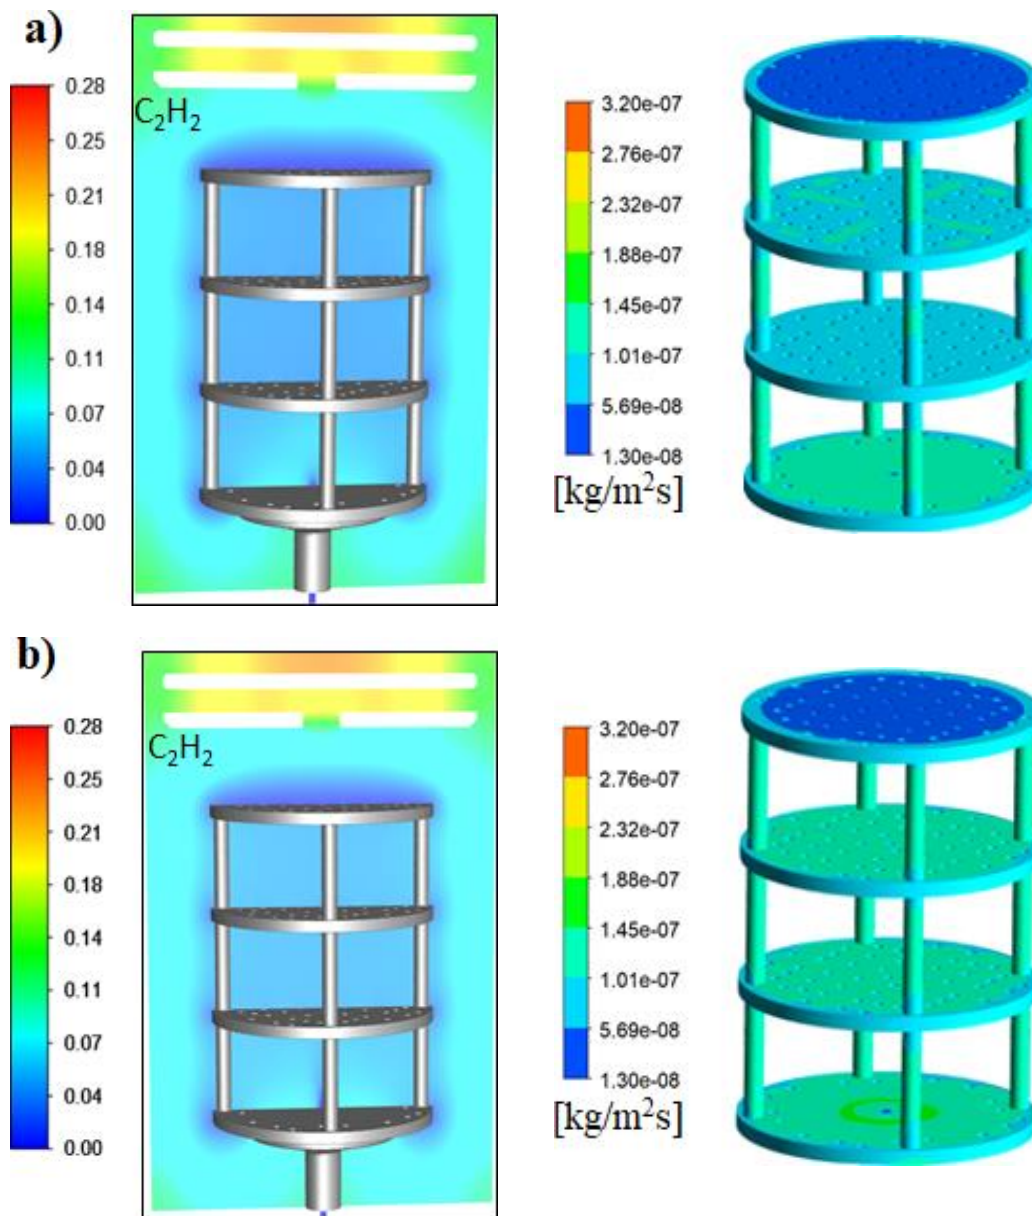 a)
0.28
0.28
0.25
0.21
0.18
0.14
0.11
0.07
0.04
0.00
C₂H₂
3.20e-07
2.76e-07
2.32e-07
1.88e-07
1.45e-07
1.01e-07
5.69e-08
1.30e-08
[kg/m²s]
b)
0.28
0.25
0.21
0.18
0.14
0.11
0.07
0.04
0.00
C₂H₂
3.20e-07
2.76e-07
2.32e-07
1.88e-07
1.45e-07
1.01e-07
5.69e-08
1.30e-08
[kg/m²s]